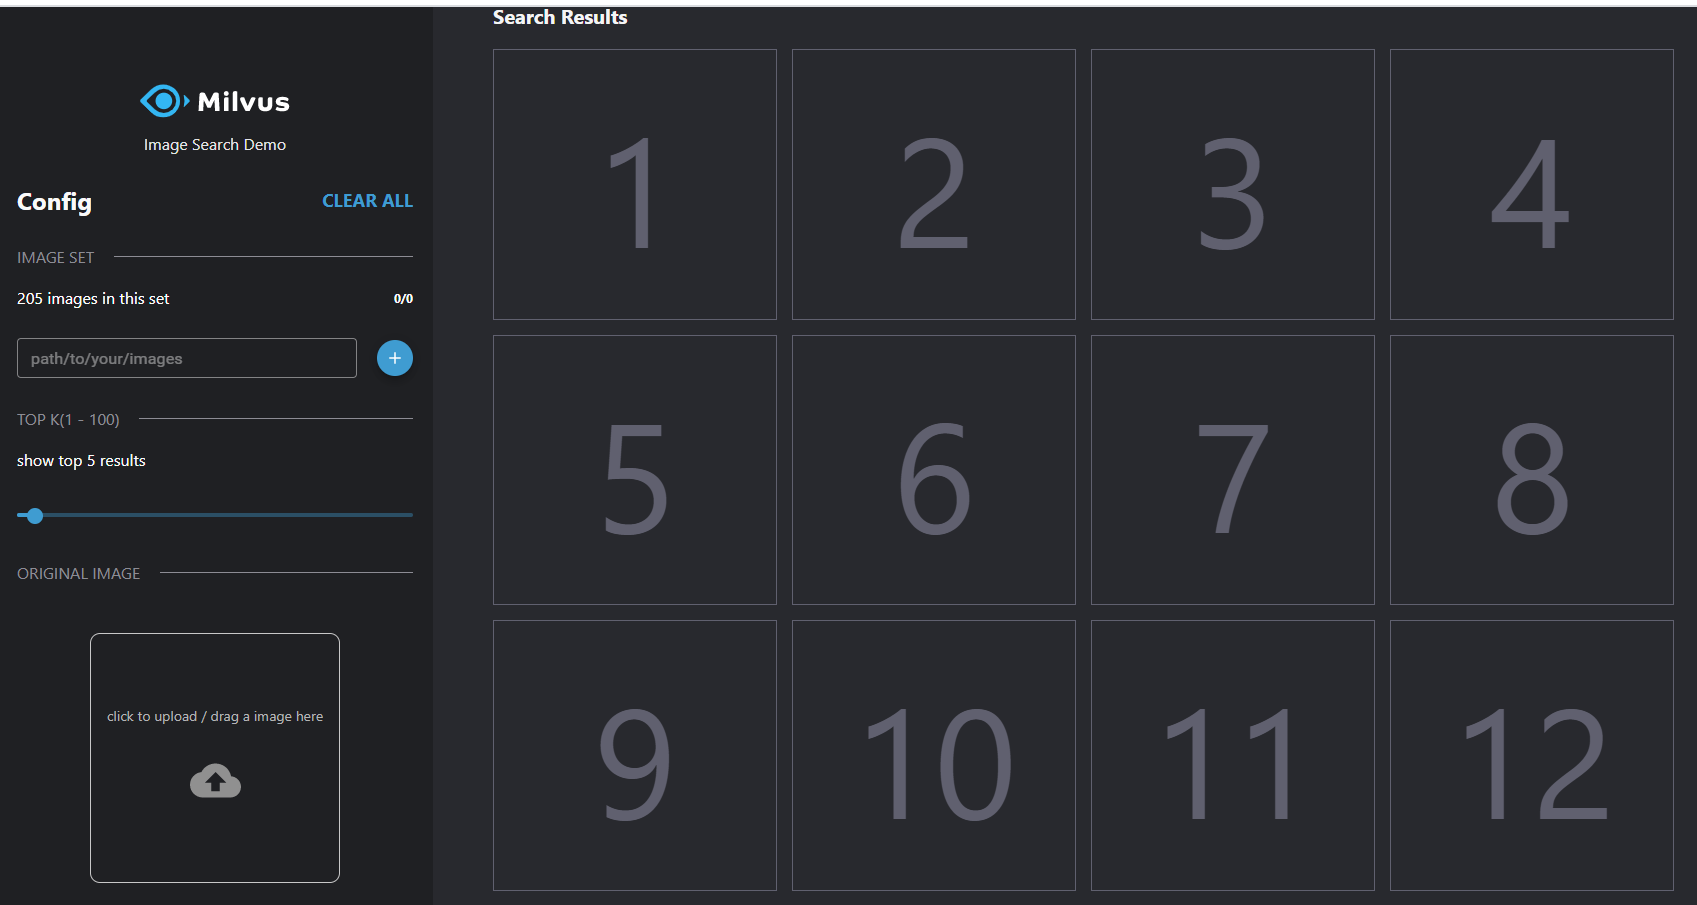 Milvus
Image Search Demo
Config
CLEAR ALL
IMAGE SET
205 images in this set
0/0
path/to/your/images
+
TOP K(1 - 100)
show top 5 results
ORIGINAL IMAGE
click to upload / drag a image here
Search Results
1
2
3
4
5
6
7
8
9
10
11
12